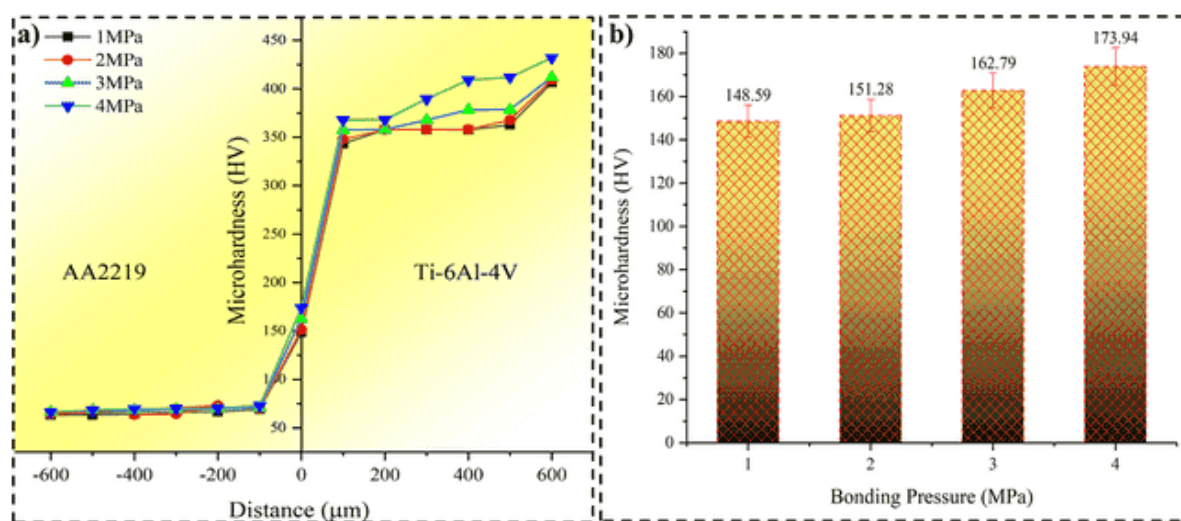 a)
1MPa
2MPa
3MPa
4MPa
450
400
350
300
250
200
150
100
50
Microhardness (HV)
AA2219
Ti-6Al-4V
-600 -400 -200 0 200 400 600
Distance (μm)
b)
180
160
140
120
100
80
60
40
20
0
Microhardness (HV)
148.59
151.28
162.79
173.94
1 2 3 4
Bonding Pressure (MPa)